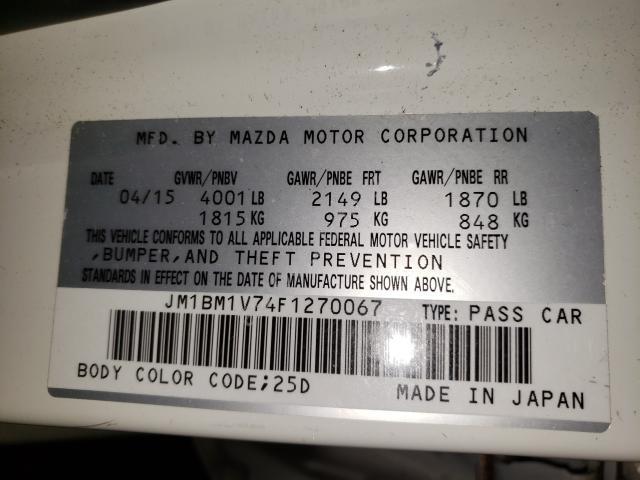 MFD. BY MAZDA MOTOR CORPORATION
DATE GVWR/PNBV GAWR/PNBE FRT GAWR/PNBE RR
04/15 4001 LB 2149 LB 1870 LB
1815 KG 975 KG 848 KG
THIS VEHICLE CONFORMS TO ALL APPLICABLE FEDERAL MOTOR VEHICLE SAFETY
,BUMPER,AND THEFT PREVENTION
STANDARDS IN EFFECT ON THE DATE OF MANUFACTURE SHOWN ABOVE.
JM1BM1V74F1270067 TYPE: PASS CAR
BODY COLOR CODE;25D
MADE IN JAPAN